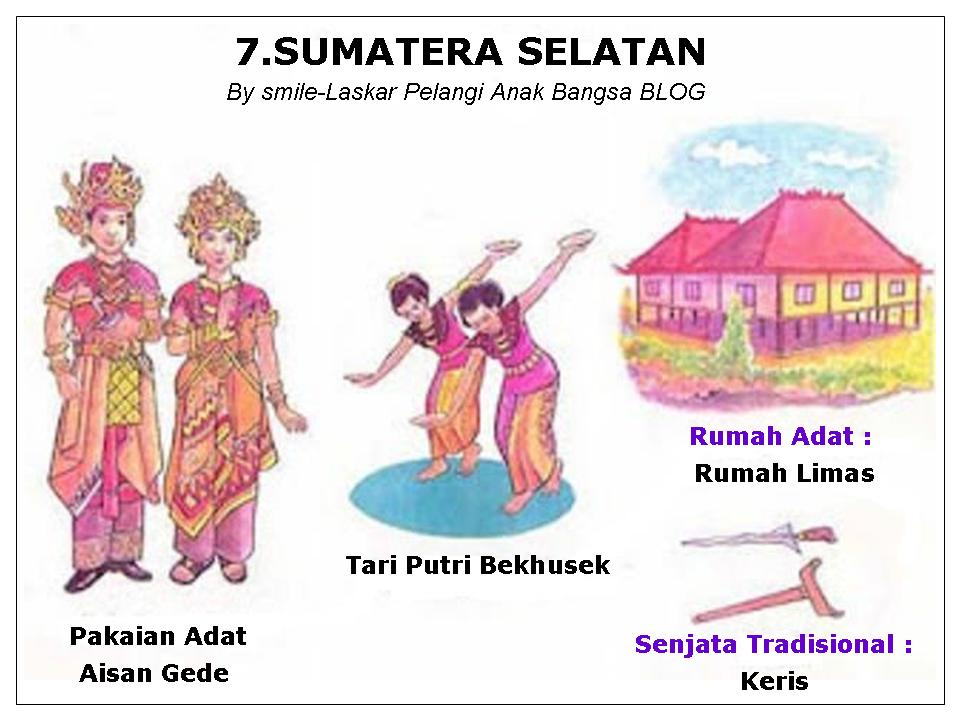 7.SUMATERA SELATAN
By smile-Laskar Pelangi Anak Bangsa BLOG
Rumah Adat :
Rumah Limas
Tari Putri Bekhusek
Pakaian Adat
Aisan Gede
Senjata Tradisional :
Keris